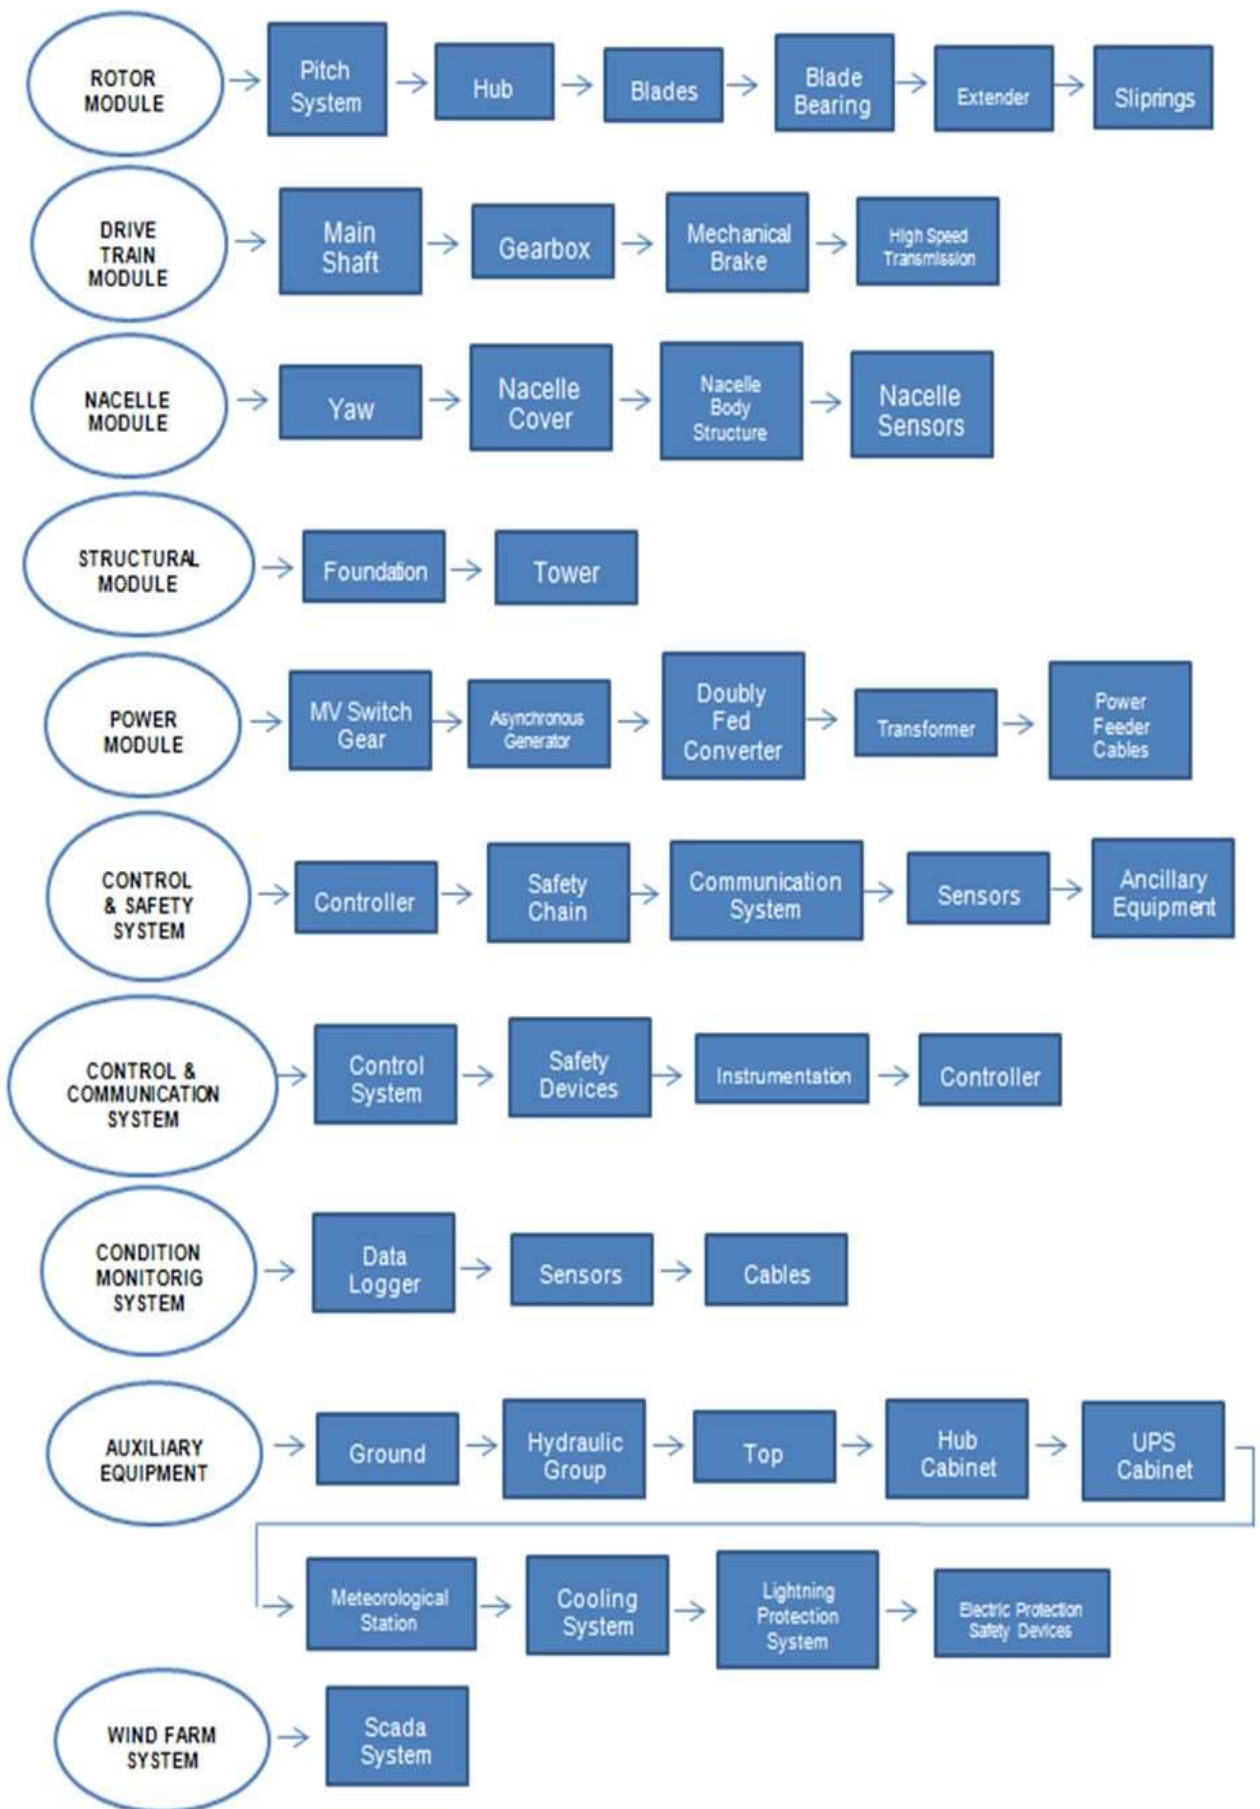 ROTOR
MODULE
Pitch
System
Hub
Blades
Blade
Bearing
Extender
Sliprings
DRIVE
TRAIN
MODULE
Main
Shaft
Gearbox
Mechanical
Brake
High Speed
Transmission
NACELLE
MODULE
Yaw
Nacelle
Cover
Nacelle
Body
Structure
Nacelle
Sensors
STRUCTURAL
MODULE
Foundation
Tower
POWER
MODULE
MV Switch
Gear
Asynchronous
Generator
Doubly
Fed
Converter
Transformer
Power
Feeder
Cables
CONTROL
& SAFETY
SYSTEM
Controller
Safety
Chain
Communication
System
Sensors
Ancillary
Equipment
CONTROL &
COMMUNICATION
SYSTEM
Control
System
Safety
Devices
Instrumentation
Controller
CONDITION
MONITORIG
SYSTEM
Data
Logger
Sensors
Cables
AUXILIARY
EQUIPMENT
Ground
Hydraulic
Group
Top
Hub
Cabinet
UPS
Cabinet
Meteorological
Station
Cooling
System
Lightning
Protection
System
Electric Protection
Safety Devices
WIND FARM
SYSTEM
Scada
System